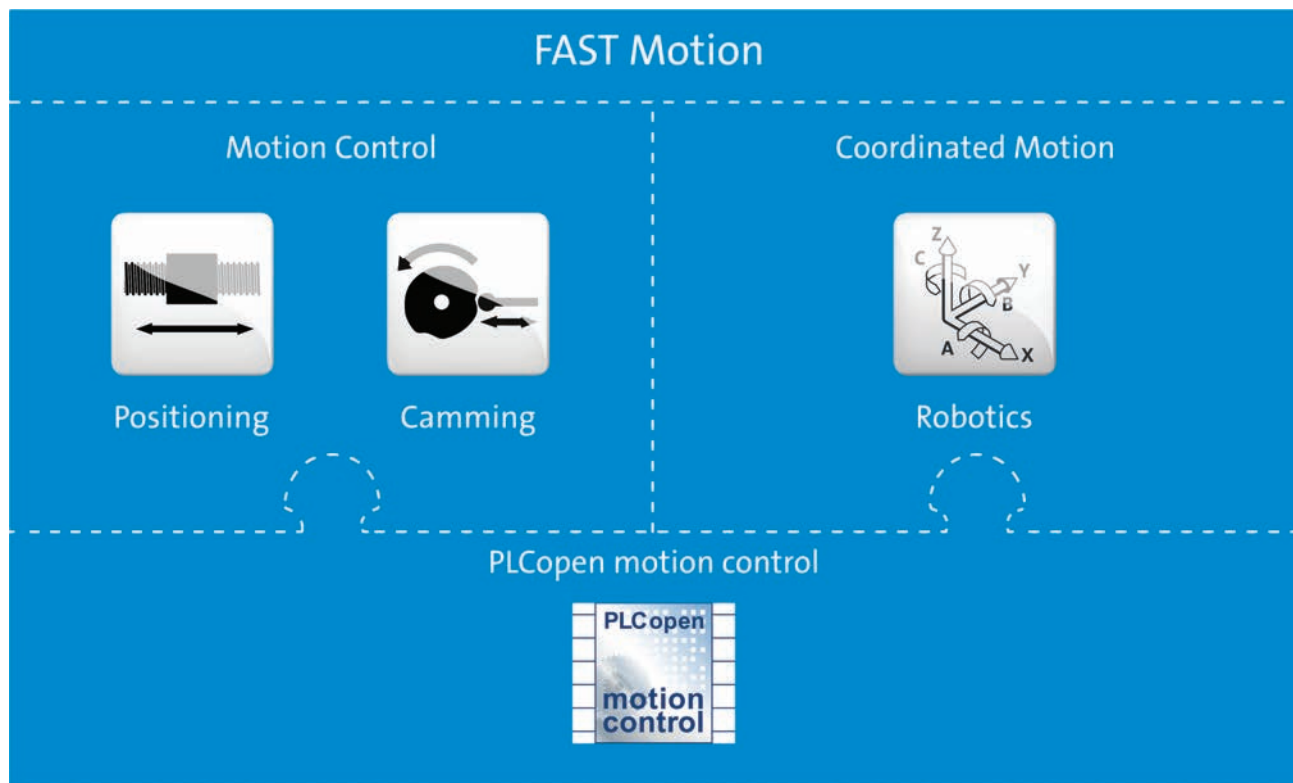 FAST Motion
Motion Control
Coordinated Motion
Z
C
Y
B
A
X
Positioning
Camming
Robotics
PLCopen motion control
PLCopen
motion
control